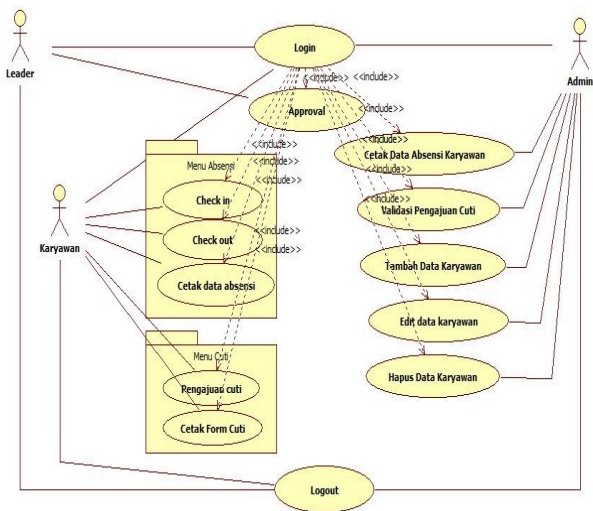 Login
Leader
Admin
<<include>>
<<include>>
Approval
<<include>>
<<include>>
<<include>>
Cetak Data Absensi Karyawan
Menu Absensi
<<include>>
<<include>>
<<include>>
Check in
<<include>>
Validasi Pengajuan Cuti
Karyawan
Check out
<<include>>
<<include>>
Tambah Data Karyawan
Cetak data absensi
Edit data karyawan
Menu Cuti
Pengajuan cuti
Hapus Data Karyawan
Cetak Form Cuti
Logout